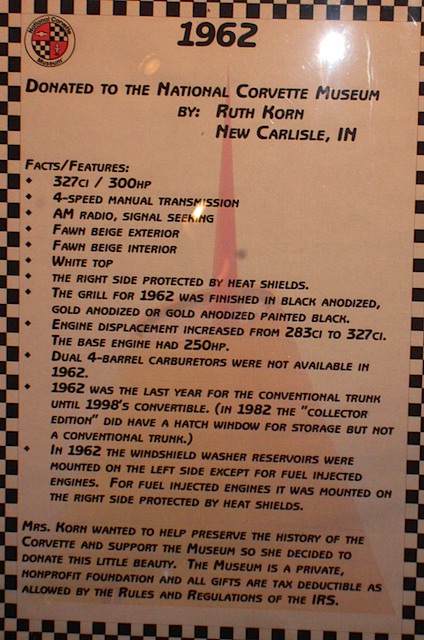 National Corvette
Museum
1962
Donated to the National Corvette Museum
by: Ruth Korn
New Carlisle, IN
Facts/Features:
• 327ci / 300hp
• 4-speed manual transmission
• AM radio, signal seeking
• Fawn beige exterior
• Fawn beige interior
• White top
• the right side protected by heat shields.
• The grill for 1962 was finished in black anodized,
gold anodized or gold anodized painted black.
• Engine displacement increased from 283ci to 327ci.
The base engine had 250hp.
• Dual 4-barrel carburetors were not available in
1962.
• 1962 was the last year for the conventional trunk
until 1998's convertible. (in 1982 the "collector
edition" did have a hatch window for storage but not
a conventional trunk.)
• In 1962 the windshield washer reservoirs were
mounted on the left side except for fuel injected
engines. For fuel injected engines it was mounted on
the right side protected by heat shields.
Mrs. Korn wanted to help preserve the history of the
Corvette and support the Museum so she decided to
donate this little beauty. The Museum is a private,
nonprofit foundation and all gifts are tax deductible as
allowed by the Rules and Regulations of the IRS.